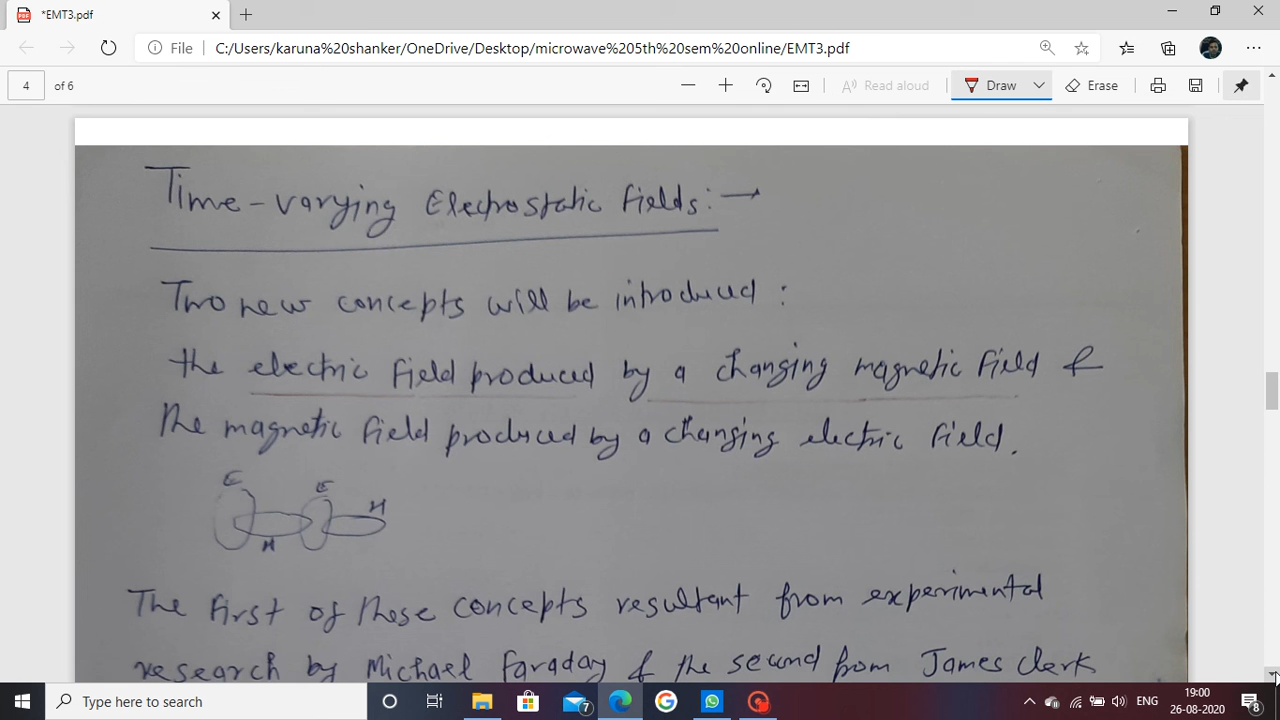 *EMT3.pdf
File C:/Users/karuna%20shanker/OneDrive/Desktop/microwave%205th%20sem%20online/EMT3.pdf
4 of 6 Read aloud Draw Erase
Time-varying Electrostatic Fields:→
Two new concepts will be introduced :
the electric field produced by a changing magnetic field &
The magnetic field produced by a changing electric field.
E E H
H
The first of these concepts resultant from experimental
research by Michael Faraday & the second from James clerk
Type here to search 7 ENG 19:00 26-08-2020 8